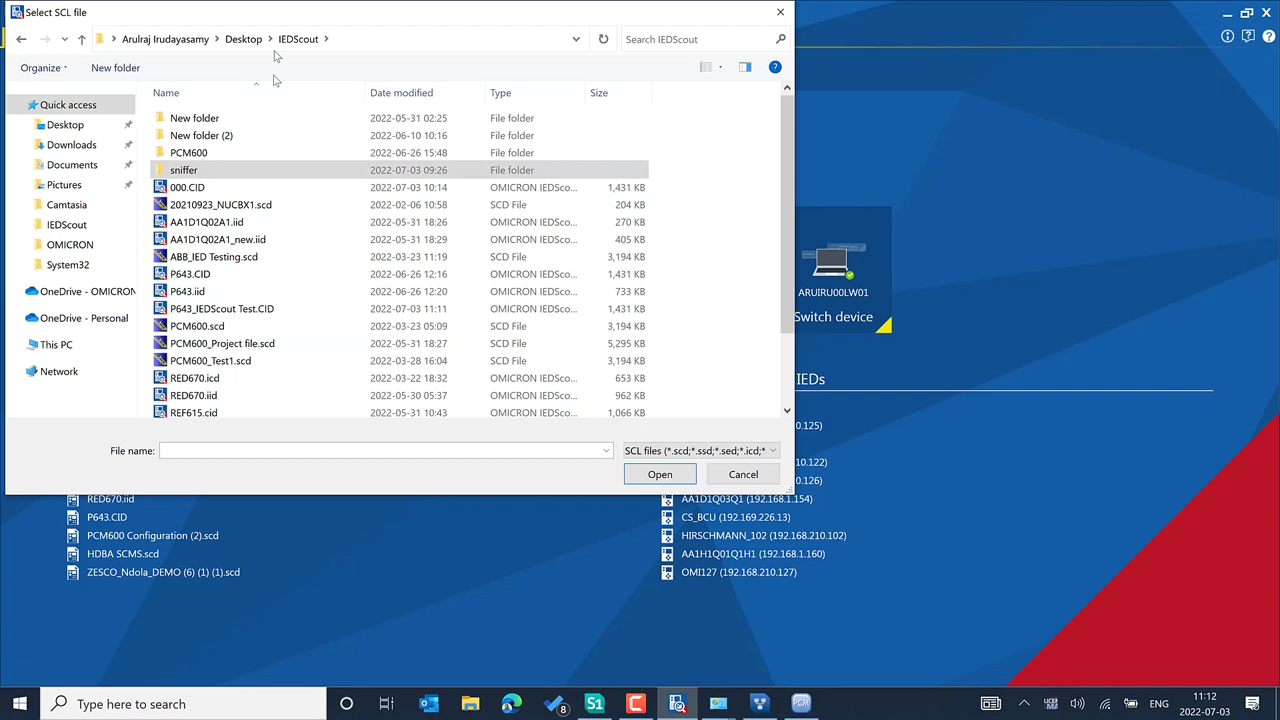 Select SCL file
Arulraj Irudayasamy > Desktop > IEDScout >
Search IEDScout
Organize
New folder
Name
Date modified
Type
Size
Quick access
Desktop
Downloads
Documents
Pictures
Camtasia
IEDScout
OMICRON
System32
OneDrive - OMICRON
OneDrive - Personal
This PC
Network
New folder 2022-05-31 02:25 File folder
New folder (2) 2022-06-10 10:16 File folder
PCM600 2022-06-26 15:48 File folder
sniffer 2022-07-03 09:26 File folder
000.CID 2022-07-03 10:14 OMICRON IEDSco... 1,431 KB
20210923_NUCBX1.scd 2022-02-06 10:58 SCD File 204 KB
AA1D1Q02A1.iid 2022-05-31 18:26 OMICRON IEDSco... 270 KB
AA1D1Q02A1_new.iid 2022-05-31 18:29 OMICRON IEDSco... 405 KB
ABB_IED Testing.scd 2022-03-23 11:19 SCD File 3,194 KB
P643.CID 2022-06-26 12:16 OMICRON IEDSco... 1,431 KB
P643.iid 2022-06-26 12:20 OMICRON IEDSco... 733 KB
P643_IEDScout Test.CID 2022-07-03 11:11 OMICRON IEDSco... 1,431 KB
PCM600.scd 2022-03-23 05:09 SCD File 3,194 KB
PCM600_Project file.scd 2022-05-31 18:27 SCD File 5,295 KB
PCM600_Test1.scd 2022-03-28 16:04 SCD File 3,194 KB
RED670.icd 2022-03-22 18:32 OMICRON IEDSco... 653 KB
RED670.iid 2022-05-30 05:37 OMICRON IEDSco... 962 KB
REF615.cid 2022-05-31 10:43 OMICRON IEDSco... 1,066 KB
File name:
SCL files (*.scd;*.ssd;*.sed;*.icd;*
Open
Cancel
ARUIRU00LW01
Switch device
IEDs
0.125)
0.122)
0.126)
RED670.iid
P643.CID
PCM600 Configuration (2).scd
HDBA SCMS.scd
ZESCO_Ndola_DEMO (6) (1) (1).scd
AA1D1Q03Q1 (192.168.1.154)
CS_BCU (192.169.226.13)
HIRSCHMANN_102 (192.168.210.102)
AA1H1Q01Q1H1 (192.168.1.160)
OMI127 (192.168.210.127)
Type here to search
8
S1
PCM
ENG
11:12
2022-07-03